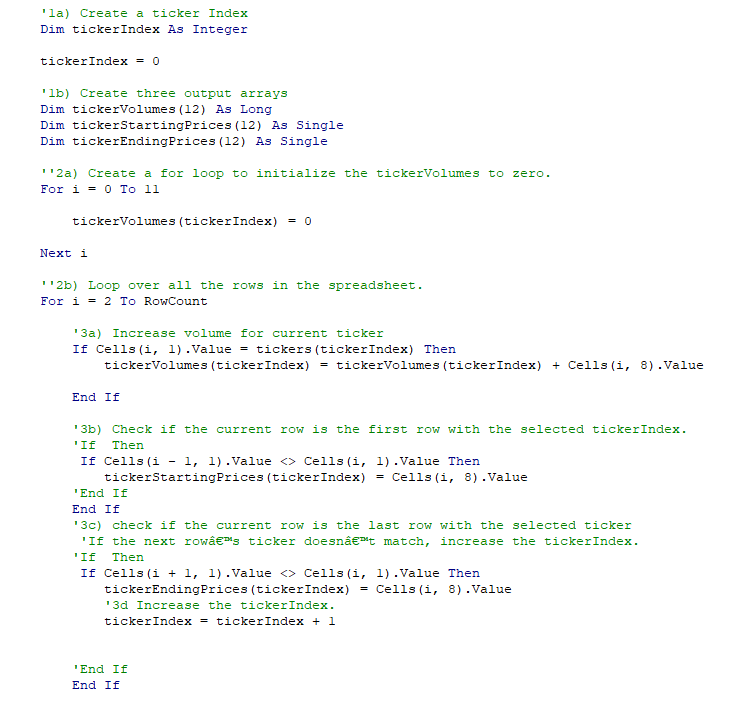 '1a) Create a ticker Index
Dim tickerIndex As Integer
tickerIndex = 0
'1b) Create three output arrays
Dim tickerVolumes(12) As Long
Dim tickerStartingPrices(12) As Single
Dim tickerEndingPrices(12) As Single
''2a) Create a for loop to initialize the tickerVolumes to zero.
For i = 0 To 11
tickerVolumes(tickerIndex) = 0
Next i
''2b) Loop over all the rows in the spreadsheet.
For i = 2 To RowCount
'3a) Increase volume for current ticker
If Cells(i, 1).Value = tickers(tickerIndex) Then
tickerVolumes(tickerIndex) = tickerVolumes(tickerIndex) + Cells(i, 8).Value
End If
'3b) Check if the current row is the first row with the selected tickerIndex.
'If  Then
If Cells(i - 1, 1).Value <> Cells(i, 1).Value Then
tickerStartingPrices(tickerIndex) = Cells(i, 8).Value
'End If
End If
'3c) check if the current row is the last row with the selected ticker
'If the next rowâ€™s ticker doesnâ€™t match, increase the tickerIndex.
'If  Then
If Cells(i + 1, 1).Value <> Cells(i, 1).Value Then
tickerEndingPrices(tickerIndex) = Cells(i, 8).Value
'3d Increase the tickerIndex.
tickerIndex = tickerIndex + 1
'End If
End If